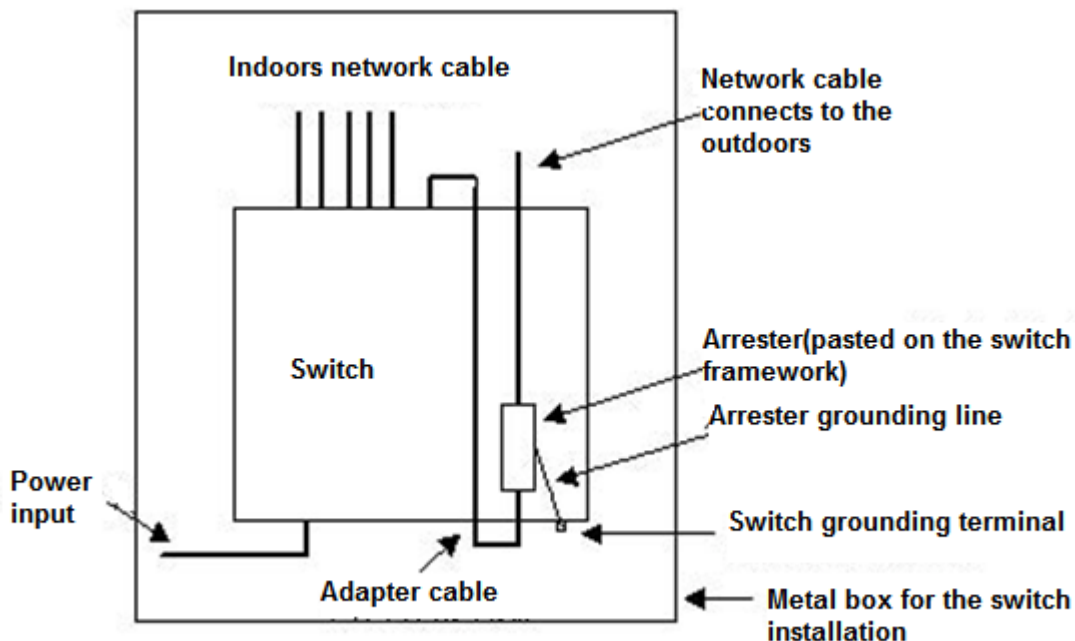 Indoors network cable
Network cable
connects to the
outdoors
Switch
Arrester(pasted on the switch
framework)
Arrester grounding line
Power
input
Switch grounding terminal
Adapter cable
Metal box for the switch
installation